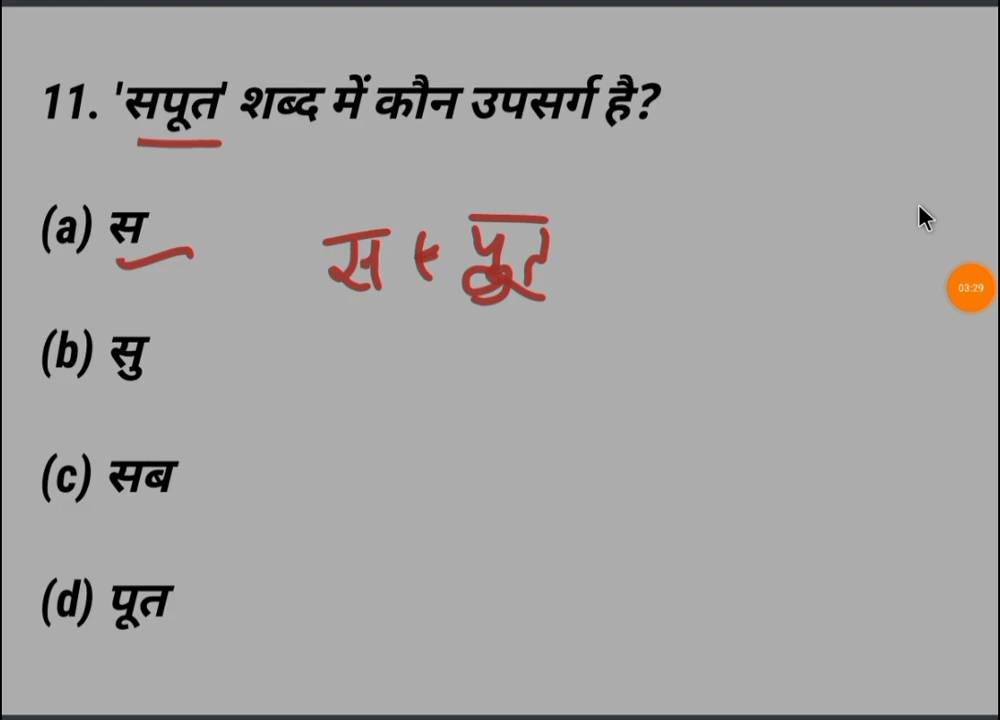 11. 'सपूत' शब्द में कौन उपसर्ग है?
(a) स
स + पूत
03:29
(b) सु
(c) सब
(d) पूत